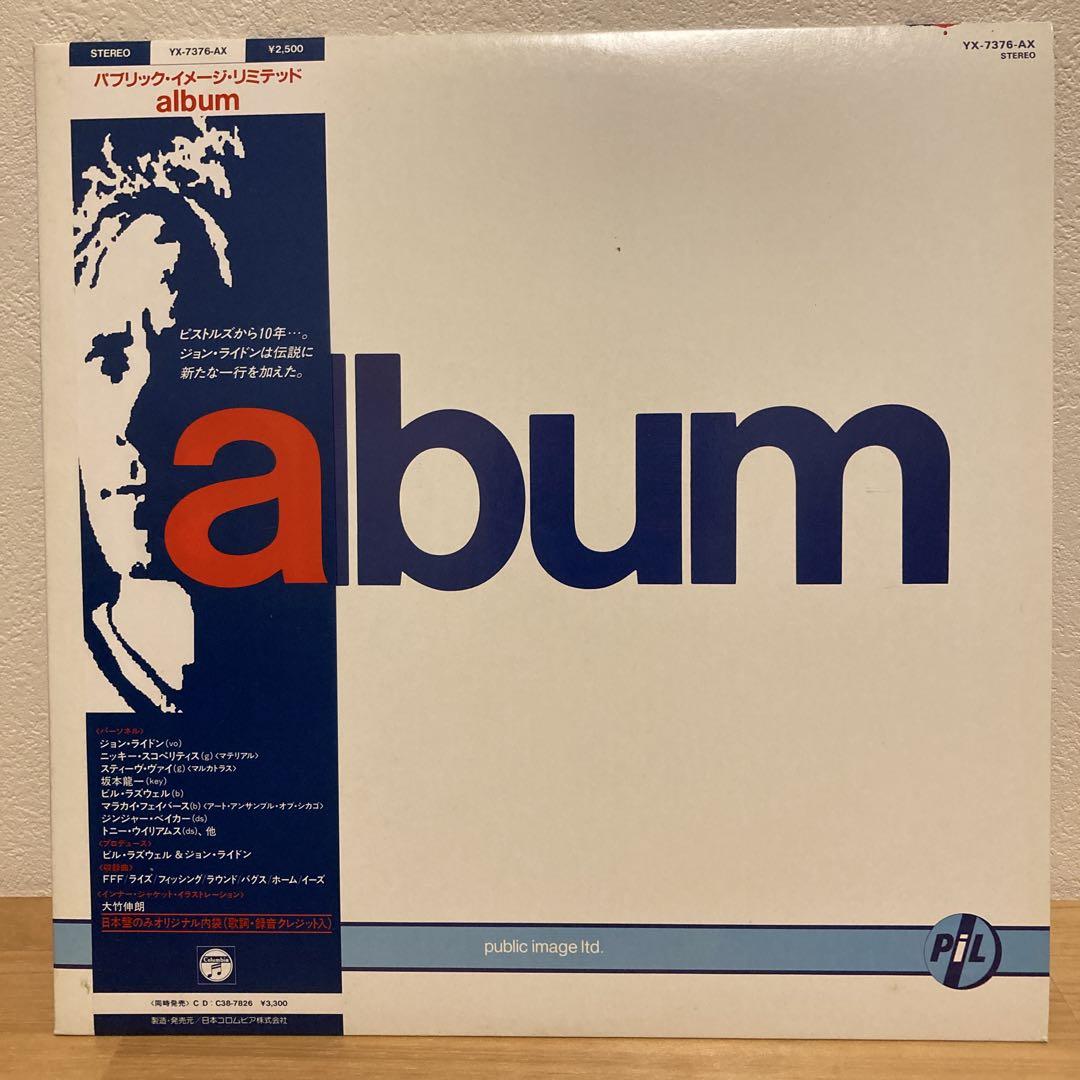 STEREO YX-7376-AX ¥2,500
パブリック・イメージ・リミテッド
album
ピストルズから10年…。
ジョン・ライドンは伝説に
新たな一行を加えた。
album
〈パーソネル〉
ジョン・ライドン(vo)
ニッキー・スコペリティス(g)〈マテリアル〉
スティーヴ・ヴァイ(g)〈アルカトラス〉
坂本龍一(key)
ビル・ラズウェル(b)
マラカイ・フェイバース(b)〈アート・アンサンブル・オブ・シカゴ〉
ジンジャー・ベイカー(ds)
トニー・ウイリアムス(ds)、他
〈プロデュース〉
ビル・ラズウェル&ジョン・ライドン
〈収録曲〉
FFF/ライズ/フィッシング/ラウンド/バグス/ホーム/イーズ
〈インナー・ジャケット・イラストレーション〉
大竹伸朗
日本盤のみオリジナル内袋(歌詞・録音クレジット入)
Columbia
〈同時発売〉CD:C38-7826 ¥3,300
製造・発売元/日本コロムビア株式会社
YX-7376-AX
STEREO
public image ltd.
PiL